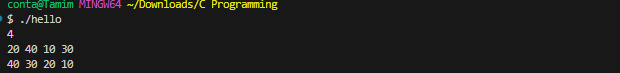 conta@Tamim MINGW64 ~/Downloads/C Programming
$ ./hello
4
20 40 10 30
40 30 20 10